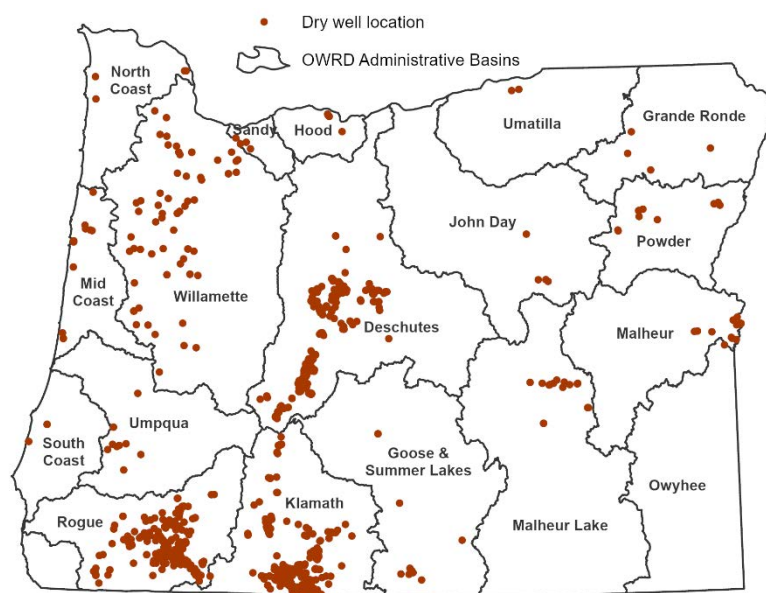 Dry well location
OWRD Administrative Basins
North
Coast
Sandy
Hood
Umatilla
Grande Ronde
John Day
Powder
Mid
Coast
Willamette
Deschutes
Malheur
South
Coast
Umpqua
Goose &
Summer Lakes
Owyhee
Rogue
Klamath
Malheur Lake